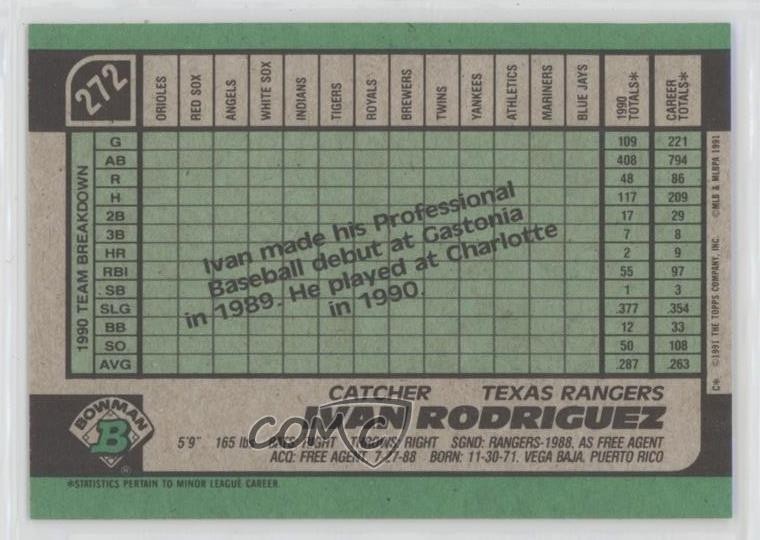 272
ORIOLES RED SOX ANGELS WHITE SOX INDIANS TIGERS ROYALS BREWERS TWINS YANKEES ATHLETICS MARINERS BLUE JAYS 1990 TOTALS* CAREER TOTALS*
1990 TEAM BREAKDOWN
G 109 221
AB 408 794
R 48 86
H 117 209
2B 17 29
3B 7 8
HR 2 9
RBI 55 97
SB 1 3
SLG .377 .354
BB 12 33
SO 50 108
AVG .287 .263
Ivan made his Professional
Baseball debut at Gastonia
in 1989. He played at Charlotte
in 1990.
C* ©1991 THE TOPPS COMPANY, INC. ©MLB & MLBPA 1991
CATCHER TEXAS RANGERS
IVAN RODRIGUEZ
BOWMAN
B
®
5'9" 165 lbs. BATS: RIGHT THROWS: RIGHT SGND: RANGERS-1988, AS FREE AGENT
ACQ: FREE AGENT, 7-27-88 BORN: 11-30-71, VEGA BAJA, PUERTO RICO
*STATISTICS PERTAIN TO MINOR LEAGUE CAREER.
COMC